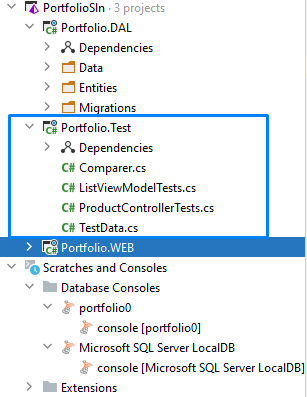 PortfolioSln · 3 projects
Portfolio.DAL
Dependencies
Data
Entities
Migrations
Portfolio.Test
Dependencies
Comparer.cs
ListViewModelTests.cs
ProductControllerTests.cs
TestData.cs
Portfolio.WEB
Scratches and Consoles
Database Consoles
portfolio0
console [portfolio0]
Microsoft SQL Server LocalDB
console [Microsoft SQL Server LocalDB]
Extensions